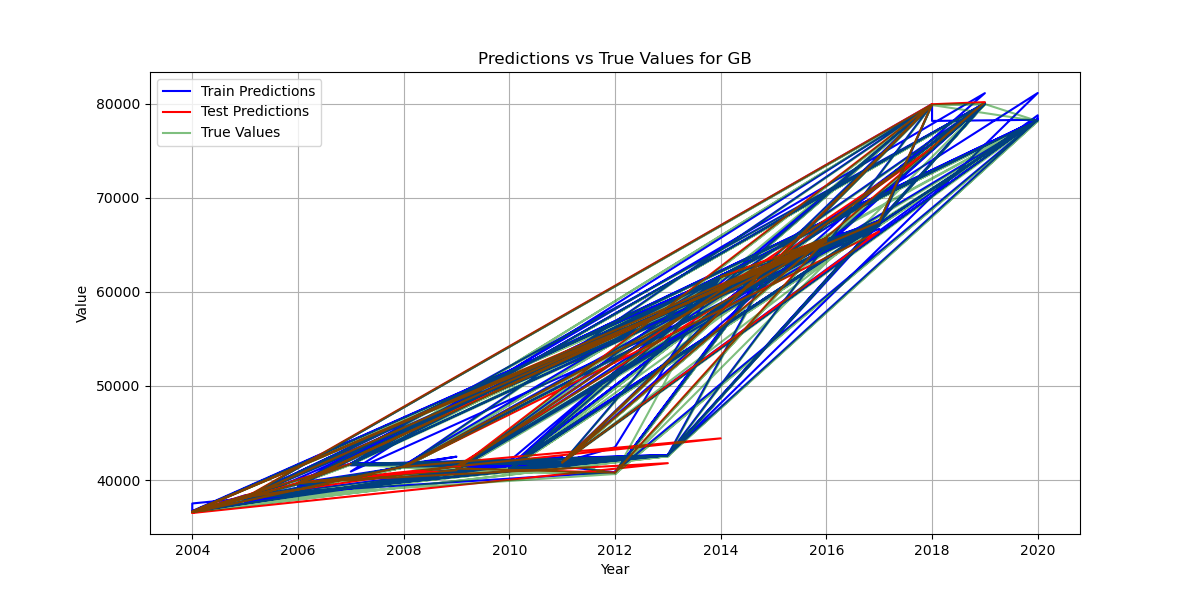 Predictions vs True Values for GB
Train Predictions
Test Predictions
True Values
80000
70000
60000
50000
40000
Value
2004 2006 2008 2010 2012 2014 2016 2018 2020
Year